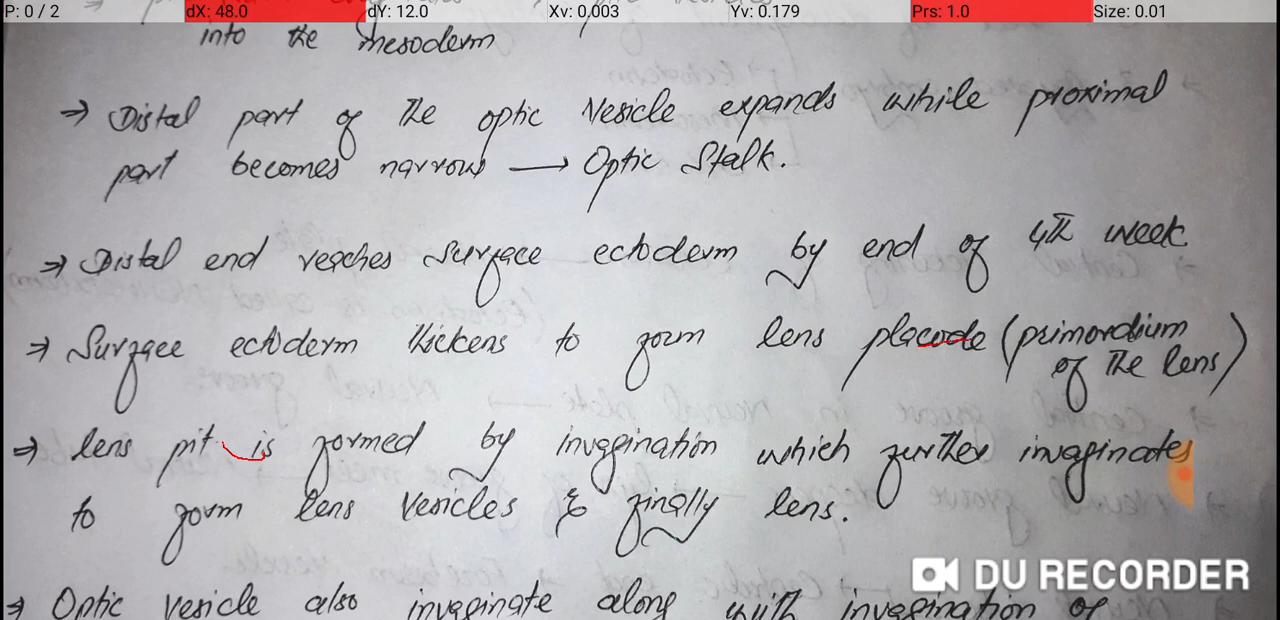 P: 0 / 2 dX: 48.0 dY: 12.0 Xv: 0.003 Yv: 0.179 Prs: 1.0 Size: 0.01
into the mesoderm
→ Distal part of the optic vesicle expands while proximal
part becomes narrow → Optic Stalk.
→ Distal end reaches surface ectoderm by end of 4th week
→ Surface ectoderm thickens to form lens placode (primordium
of the lens)
→ lens pit is formed by invagination which further invaginates
to form lens vesicles & finally lens.
DU RECORDER
→ Optic vesicle also invaginate along with invagination of